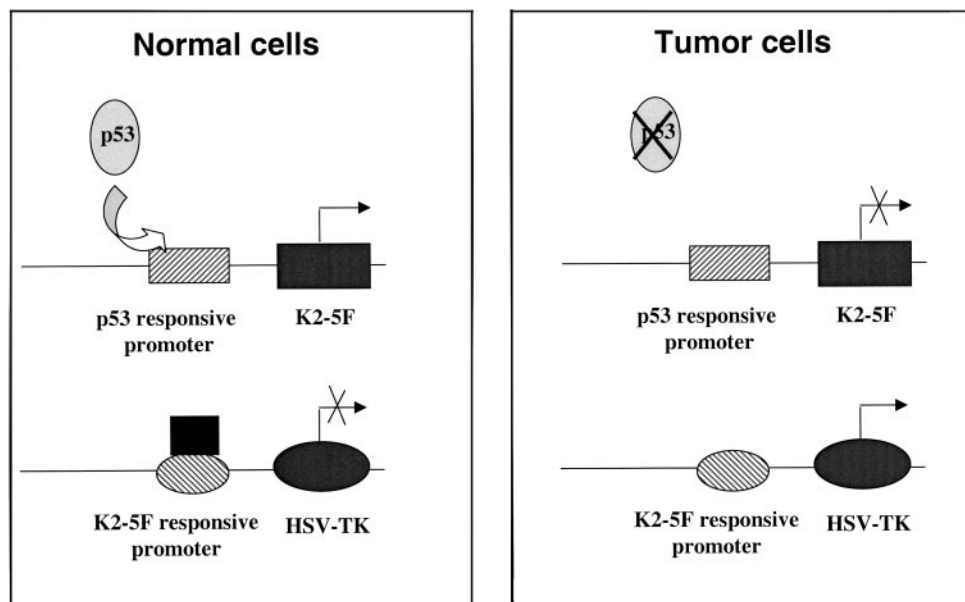 Normal cells
p53
p53 responsive
promoter
K2-5F
K2-5F responsive
promoter
HSV-TK
Tumor cells
p53
p53 responsive
promoter
K2-5F
K2-5F responsive
promoter
HSV-TK